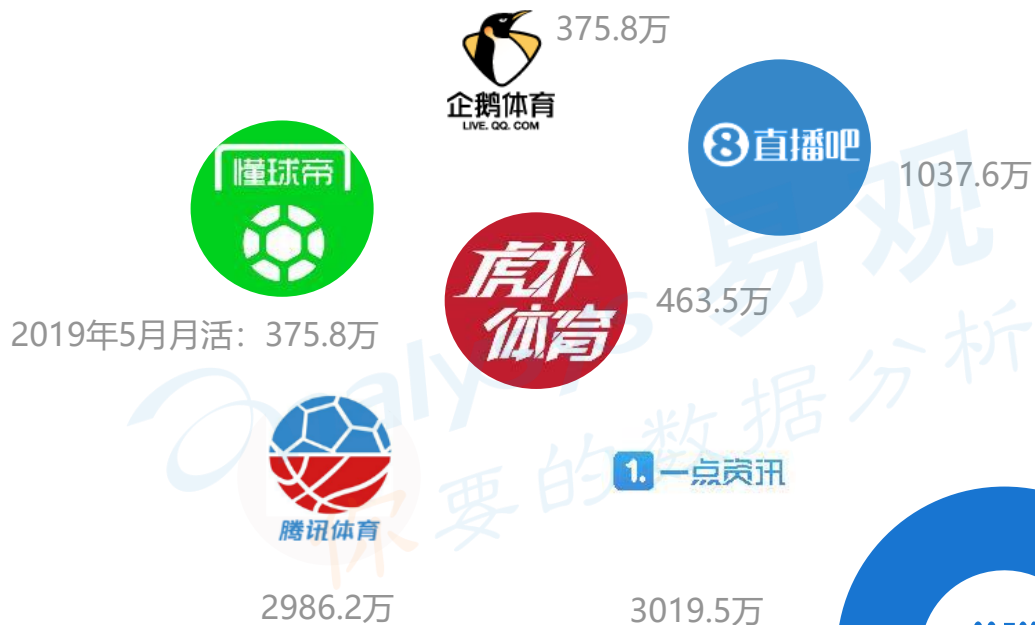 375.8万
企鹅体育
LIVE. QQ. COM
8直播吧
懂球帝
1037.6万
虎扑
体育
463.5万
2019年5月月活：375.8万
易观
analysys
你要的数据分析
1.一点资讯
腾讯体育
2986.2万
3019.5万